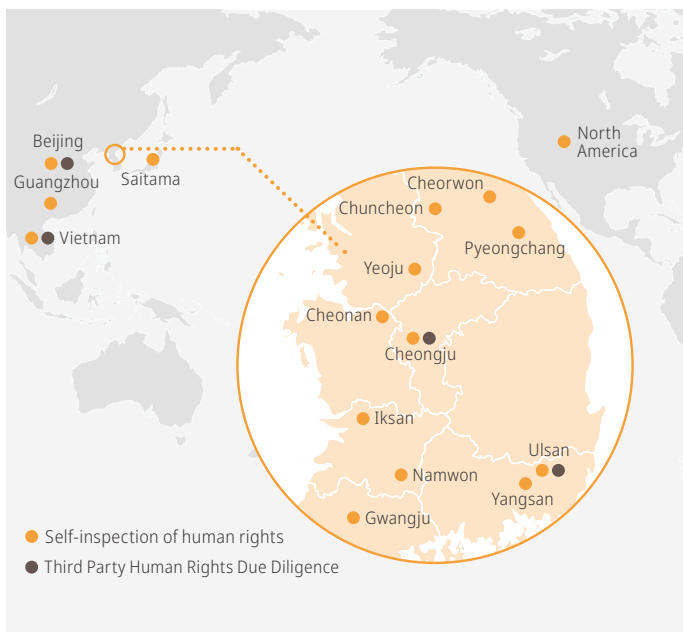 Beijing
Guangzhou
Saitama
Vietnam
North
America
Cheorwon
Chuncheon
Pyeongchang
Yeoju
Cheonan
Cheongju
Iksan
Ulsan
Namwon
Yangsan
Gwangju
Self-inspection of human rights
Third Party Human Rights Due Diligence